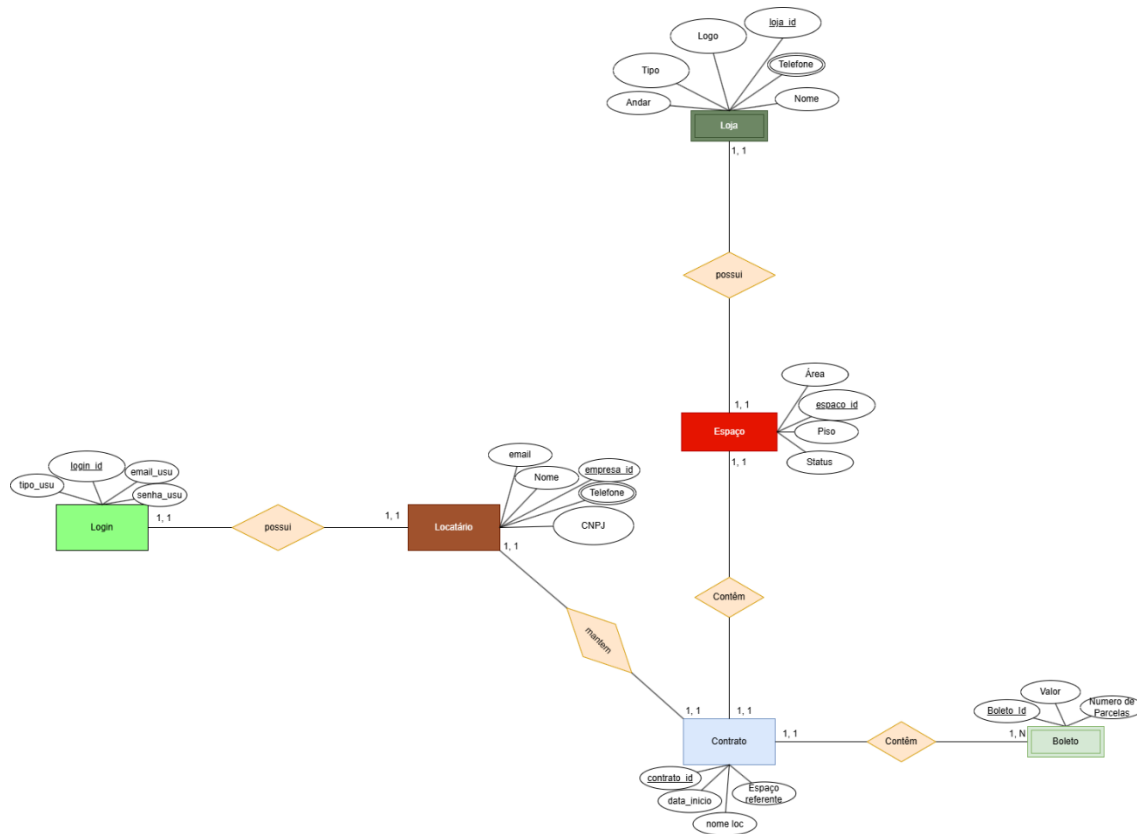 loja_id
Logo
Telefone
Tipo
Nome
Andar
Loja
1, 1
possui
1, 1
Espaço
Área
espaco_id
Piso
Status
1, 1
login_id
email_usu
tipo_usu
senha_usu
Login
1, 1
possui
1, 1
Locatário
email
Nome
empresa_id
Telefone
CNPJ
1, 1
mantem
1, 1
Contêm
1, 1
Contrato
contrato_id
data_inicio
nome loc
Espaço
referente
1, 1
Contêm
1, N
Boleto
Boleto_Id
Valor
Numero de
Parcelas